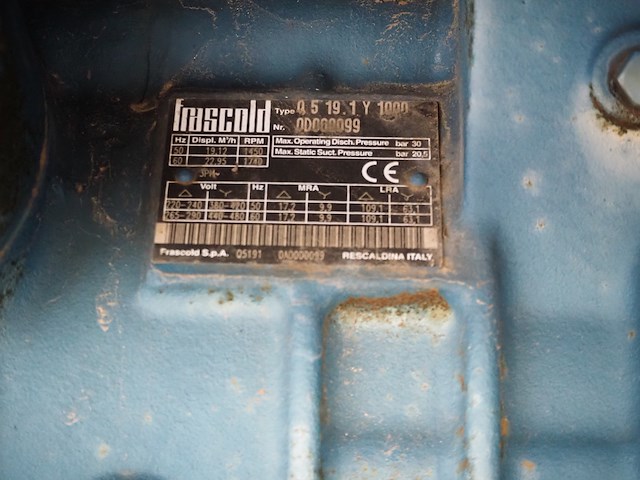 Frascold Type Q 5 19.1 Y 1000
Nr.
Hz Displ. M³/h RPM
50 19.12 1450
60 22.95 1740
Max. Operating Disch. Pressure bar 30
Max. Static Suct. Pressure bar 20,5
3PH~
CE
Volt Hz MRA LRA
220-240 380-420 50 17.2 9.9 109.1 63.1
265-290 440-480 60 17.2 9.9 109.1 63.1
Frascold S.p.A. Q5191 RESCALDINA ITALY